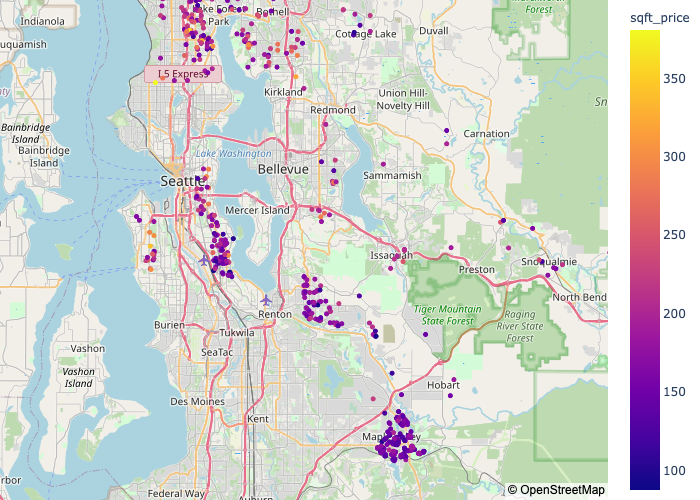 sqft_price
350
300
250
200
150
100
Indianola
Lake Forest
Park
Bothell
Cottage Lake
Duvall
Forest
uquamish
I 5 Express
Kirkland
Union Hill-
Novelty Hill
Redmond
Sn
Bainbridge
Island
Bainbridge
Island
Carnation
Lake Washington
Seattle
Bellevue
Sammamish
Mercer Island
Issaquah
Preston
Snoqualmie
North Bend
Tiger Mountain
State Forest
Raging
River State
Forest
Burien
Renton
Tukwila
SeaTac
Vashon
Vashon
Island
Hobart
Des Moines
Kent
Maple Valley
Federal Way
Auburn
rbor
© OpenStreetMap